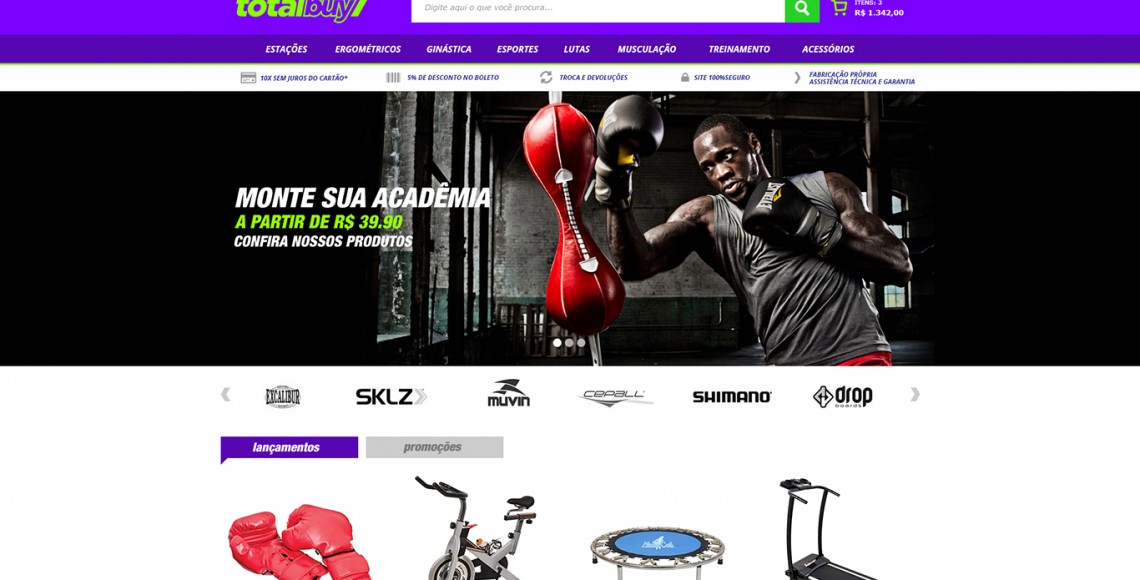 totalbuy
Digite aqui o que você procura...
ITENS: 3
R$ 1.342,00
ESTAÇÕES
ERGOMÉTRICOS
GINÁSTICA
ESPORTES
LUTAS
MUSCULAÇÃO
TREINAMENTO
ACESSÓRIOS
10X SEM JUROS DO CARTÃO*
5% DE DESCONTO NO BOLETO
TROCA E DEVOLUÇÕES
SITE 100%SEGURO
FABRICAÇÃO PRÓPRIA
ASSISTÊNCIA TÉCNICA E GARANTIA
MONTE SUA ACADÊMIA
A PARTIR DE R$ 39.90
CONFIRA NOSSOS PRODUTOS
EVERLAST
EXCALIBUR
SKLZ
muvin
CEPALL
SHIMANO
drop
boards
lançamentos
promoções